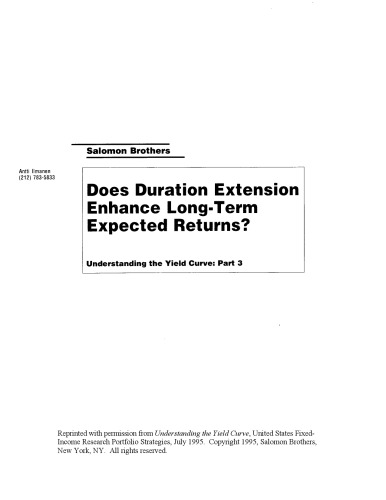 Salomon Brothers
Antti Ilmanen
(212) 783-5833
Does Duration Extension
Enhance Long-Term
Expected Returns?
Understanding the Yield Curve: Part 3
Reprinted with permission from Understanding the Yield Curve, United States Fixed-
Income Research Portfolio Strategies, July 1995. Copyright 1995, Salomon Brothers,
New York, NY. All rights reserved.